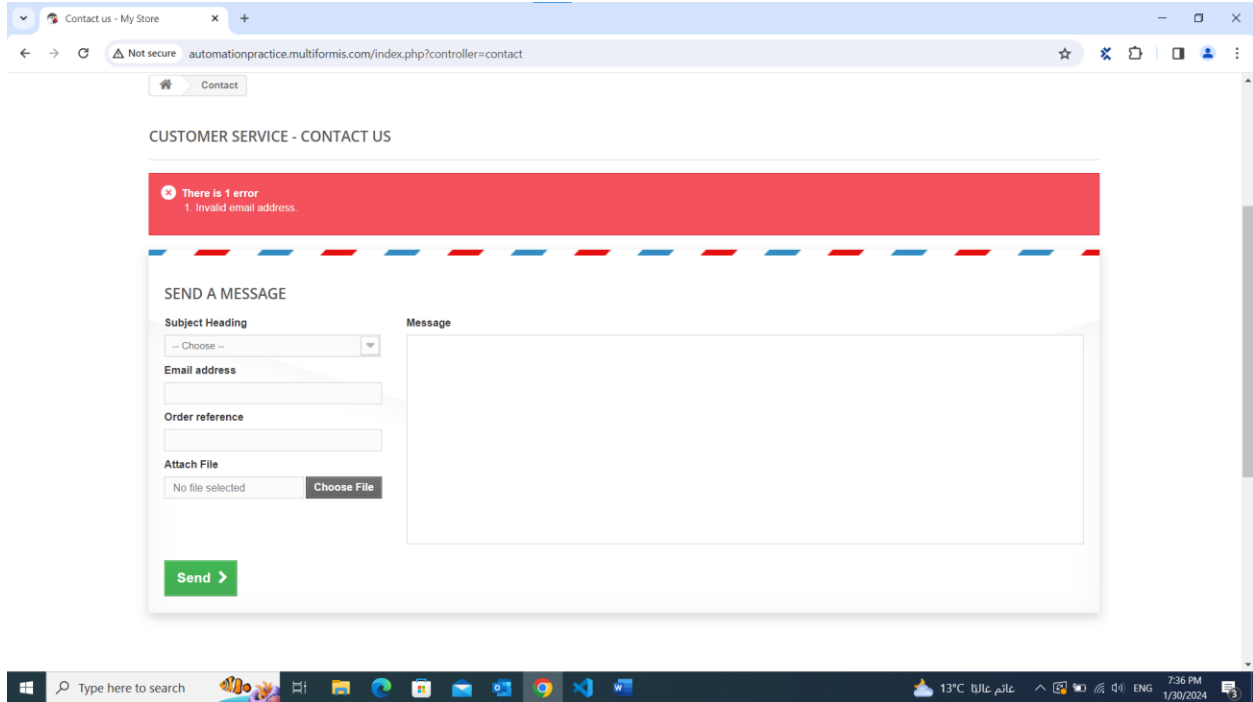 Contact us - My Store
Not secure automationpractice.multiformis.com/index.php?controller=contact
Contact
CUSTOMER SERVICE - CONTACT US
There is 1 error
1. Invalid email address.
SEND A MESSAGE
Subject Heading
-- Choose --
Email address
Order reference
Attach File
No file selected Choose File
Message
Send
Type here to search
13°C غائم غالبًا
ENG
7:36 PM
1/30/2024
3